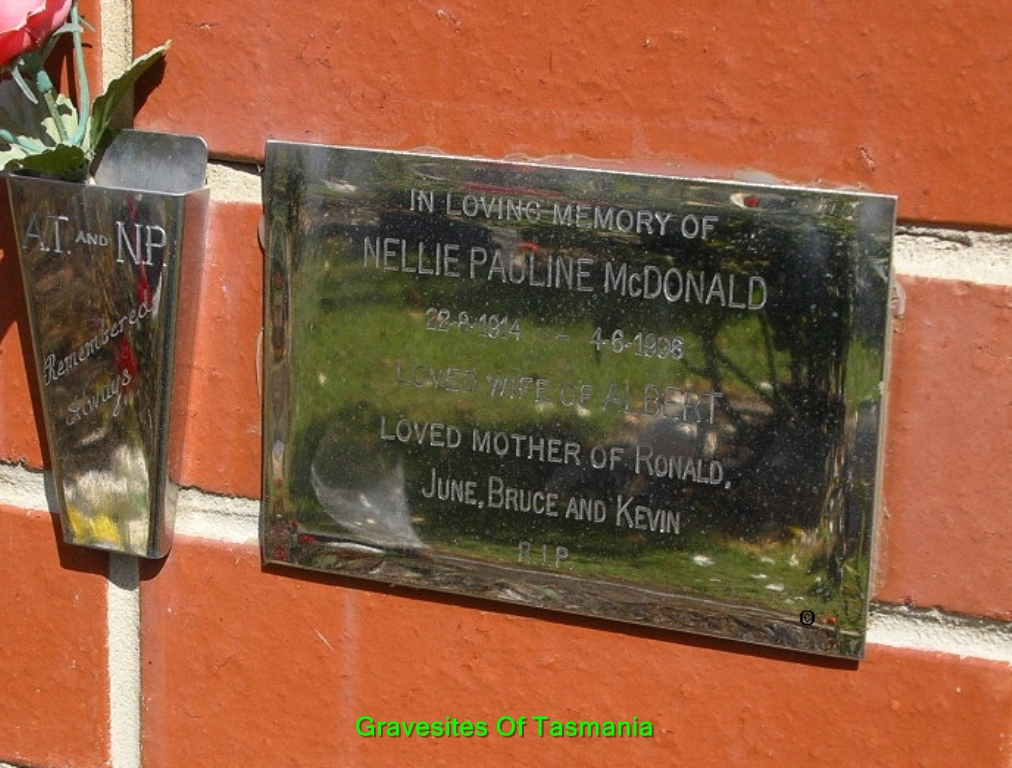 A.T. AND N.P.
Remembered
Always
IN LOVING MEMORY OF
NELLIE PAULINE McDONALD
22-8-1914 - 4-6-1996
LOVED WIFE OF ALBERT
LOVED MOTHER OF RONALD,
JUNE, BRUCE AND KEVIN
R.I.P.
©
Gravesites Of Tasmania